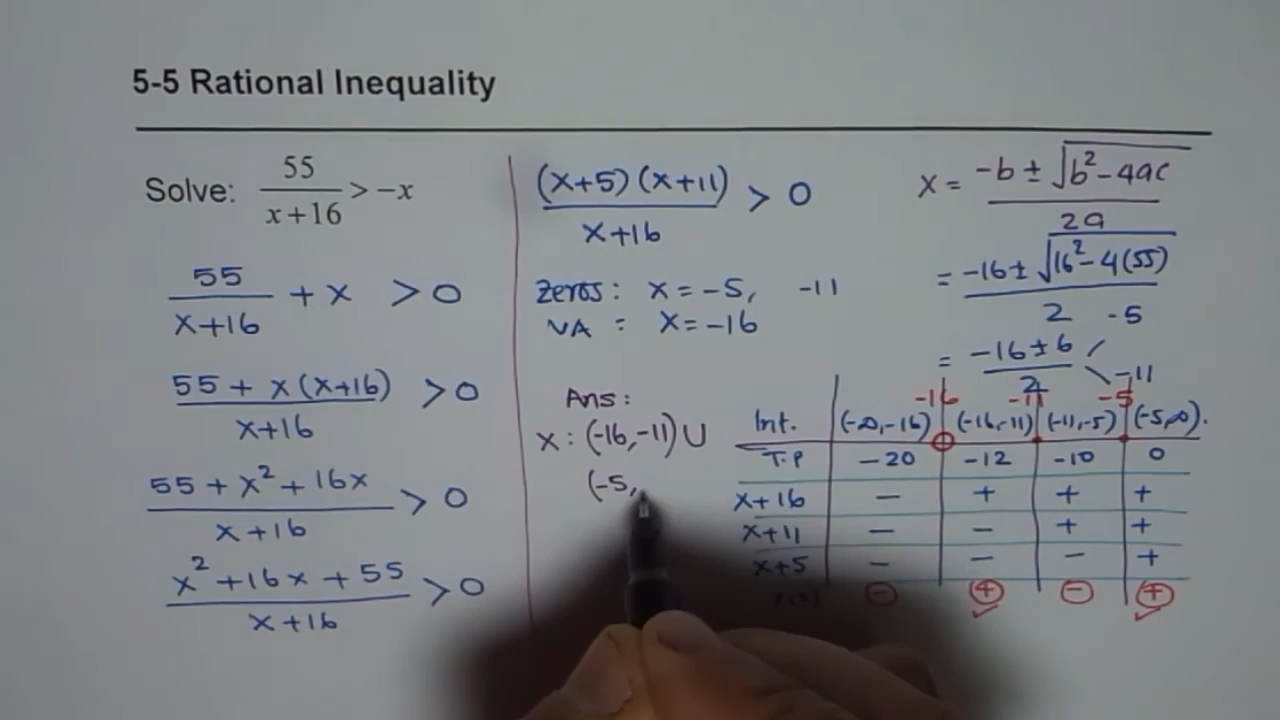 5-5 Rational Inequality
Solve: 55/(x+16) > -x
55/(x+16) + x > 0
(55 + x(x+16))/(x+16) > 0
(55 + x² + 16x)/(x+16) > 0
(x² + 16x + 55)/(x+16) > 0
(x+5)(x+11)/(x+16) > 0
Zeros: x = -5, -11
VA: x = -16
Ans:
x: (-16, -11) ∪
(-5,
x = (-b ± √(b² - 4ac))/(2a)
= (-16 ± √(16² - 4(55)))/2
-5
= (-16 ± 6)/2
-11
-16 -11 -5
Int. (-∞, -16) (-16, -11) (-11, -5) (-5, ∞).
T.P -20 -12 -10 0
x+16 - + + +
x+11 - - + +
x+5 - - - +
- + - +